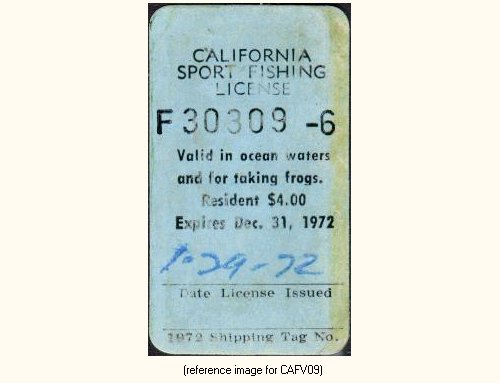 CALIFORNIA
SPORT FISHING
LICENSE
F 30309 -6
Valid in ocean waters
and for taking frogs.
Resident $4.00
Expires Dec. 31, 1972
1-29-72
Date License Issued
1972 Shipping Tag No.
(reference image for CAFV09)